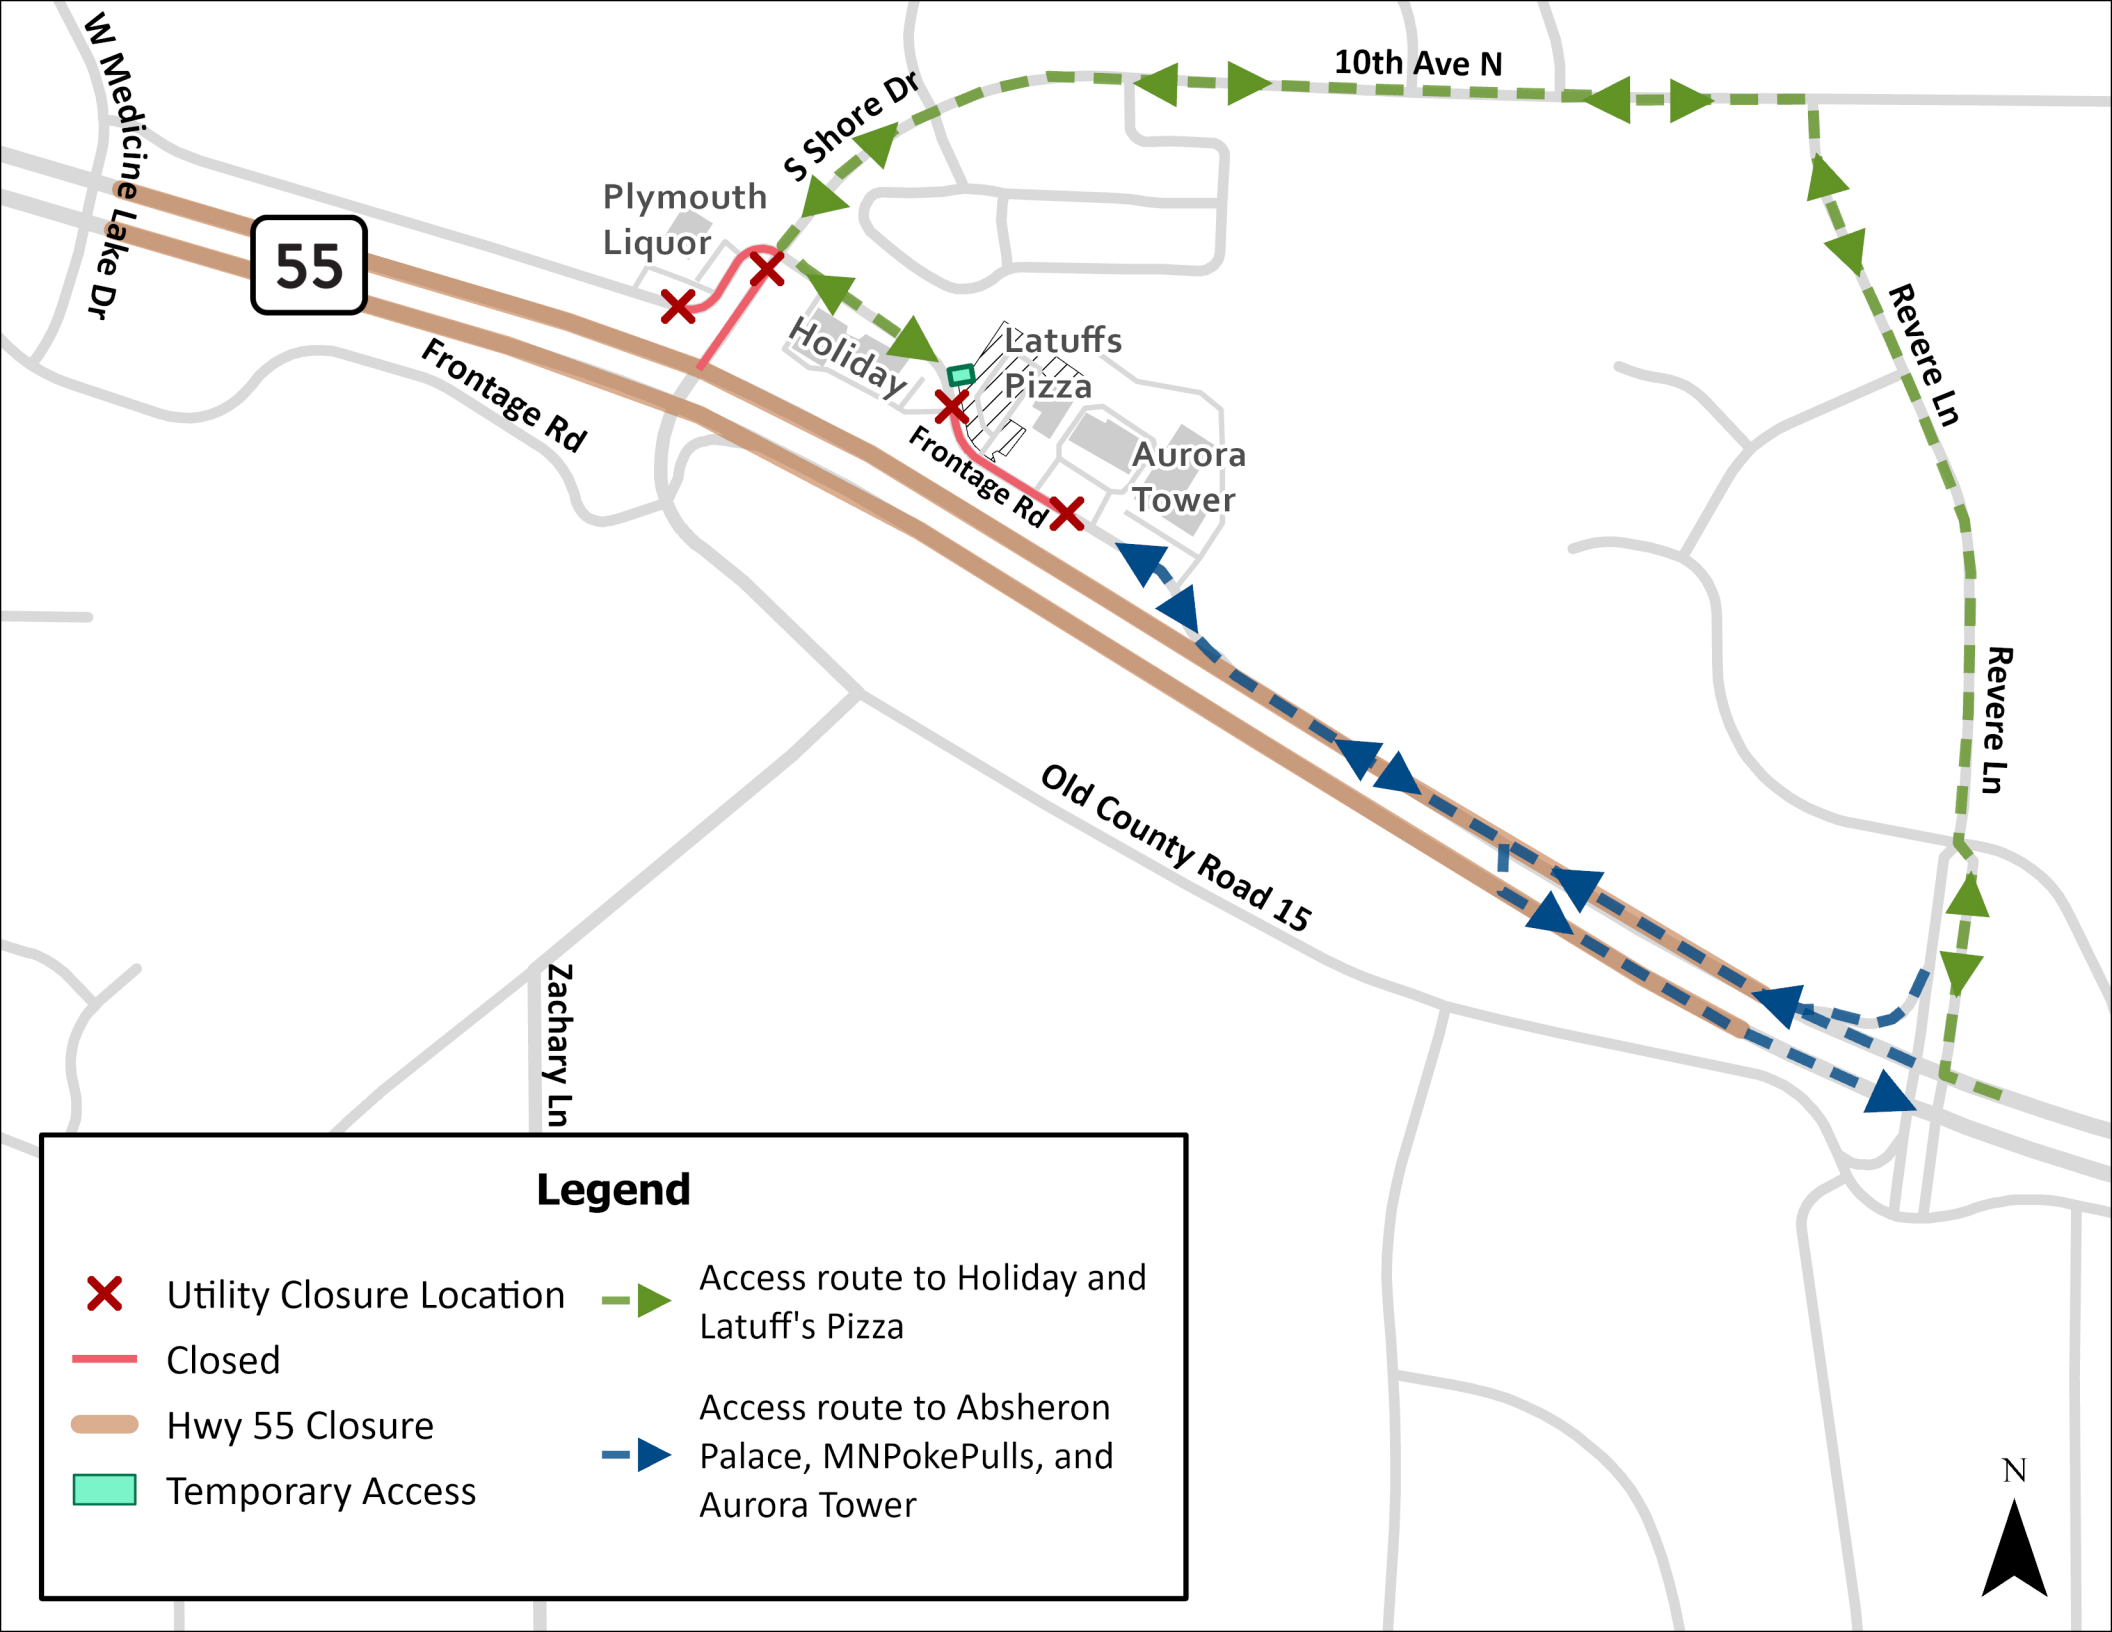 W Medicine Lake Dr
10th Ave N
S Shore Dr
Plymouth
Liquor
55
Frontage Rd
Holiday
Latuffs
Pizza
Frontage Rd
Aurora
Tower
Revere Ln
Revere Ln
Old County Road 15
Zachary Ln
Legend
Utility Closure Location
Closed
Hwy 55 Closure
Temporary Access
Access route to Holiday and
Latuff's Pizza
Access route to Absheron
Palace, MNPokePulls, and
Aurora Tower
N